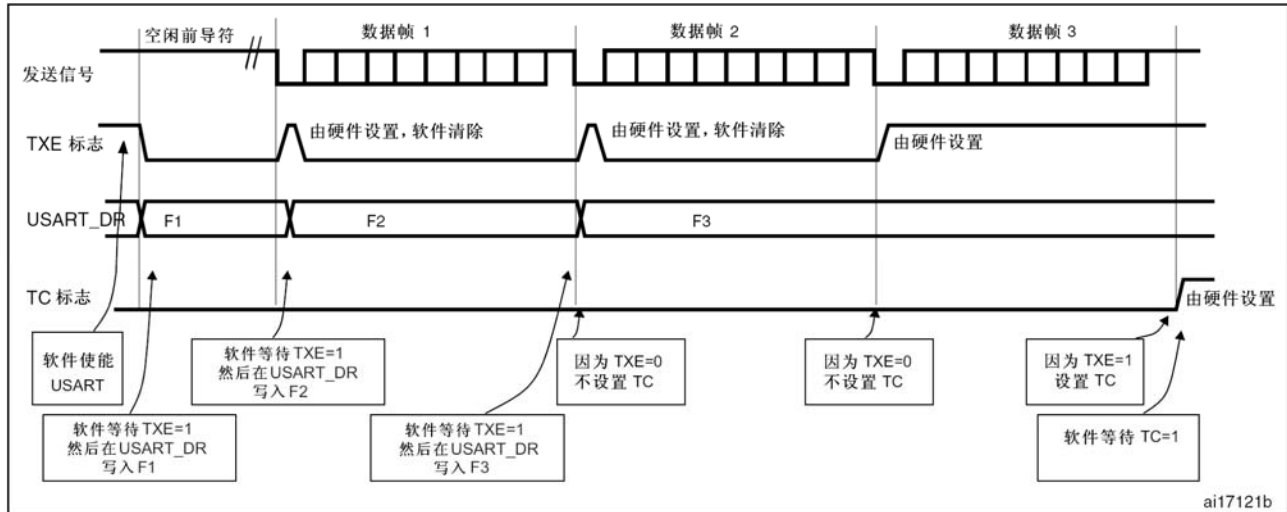 空闲前导符
数据帧 1
数据帧 2
数据帧 3
发送信号
TXE 标志
由硬件设置，软件清除
由硬件设置，软件清除
由硬件设置
USART_DR
F1
F2
F3
TC 标志
由硬件设置
软件使能
USART
软件等待 TXE=1
然后在USART_DR
写入 F1
软件等待 TXE=1
然后在USART_DR
写入 F2
软件等待 TXE=1
然后在USART_DR
写入 F3
因为 TXE=0
不设置 TC
因为 TXE=0
不设置 TC
因为 TXE=1
设置 TC
软件等待 TC=1
ai17121b